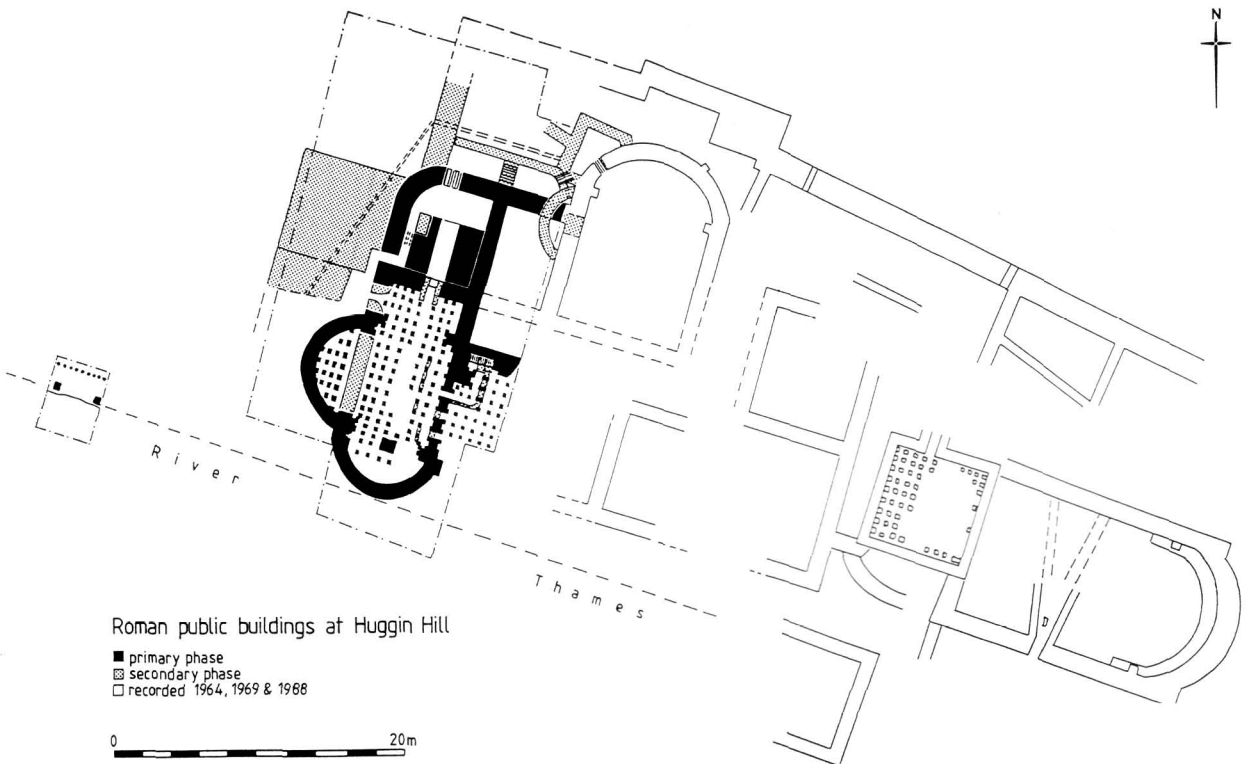 N
River
Thames
Roman public buildings at Huggin Hill
primary phase
secondary phase
recorded 1964, 1969 & 1988
0 20m